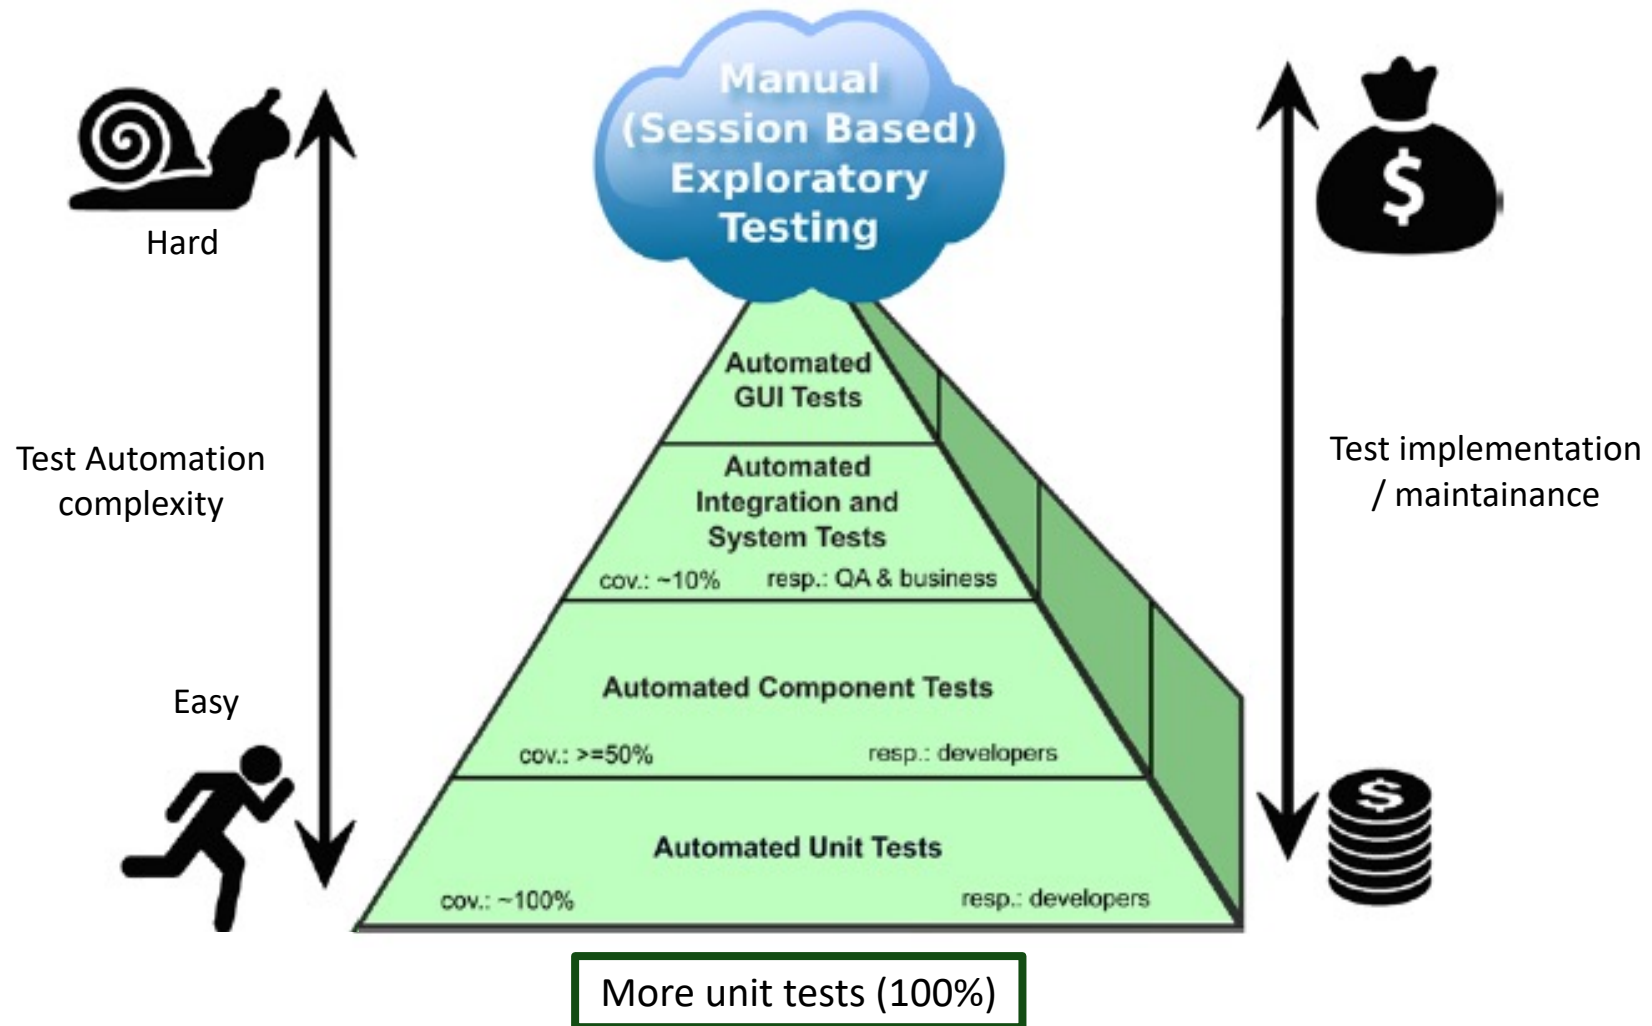 Manual
(Session Based)
Exploratory
Testing
$
Hard
Automated
GUI Tests
Test Automation
complexity
Automated
Integration and
System Tests
cov.: ~10% resp.: QA & business
Test implementation
/ maintainance
Easy
Automated Component Tests
cov.: >=50% resp.: developers
$
Automated Unit Tests
cov.: ~100% resp.: developers
More unit tests (100%)